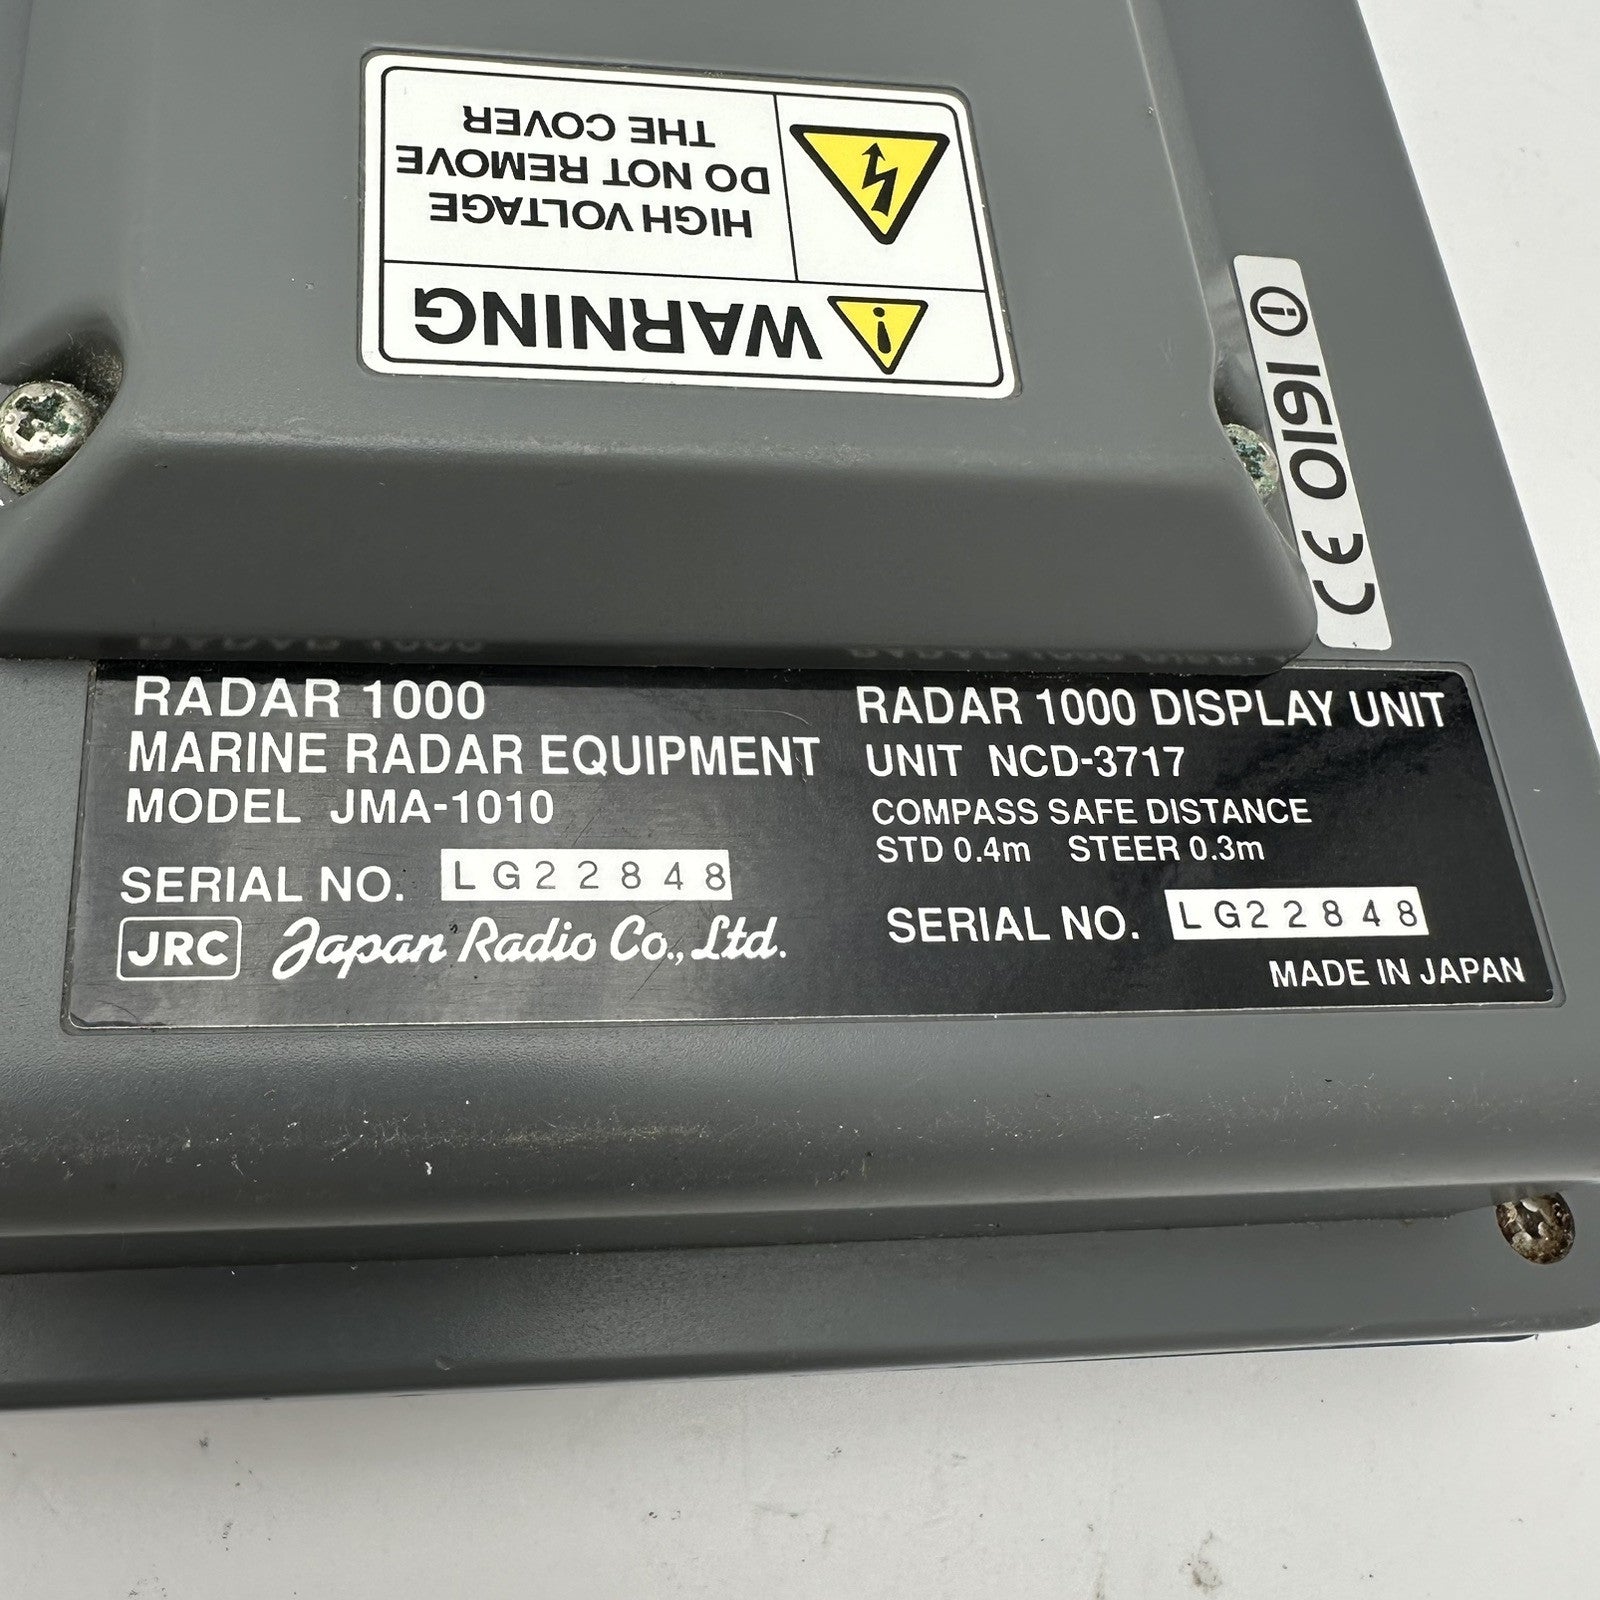 WARNING
HIGH VOLTAGE
DO NOT REMOVE
THE COVER
CE 0191
RADAR 1000
MARINE RADAR EQUIPMENT
MODEL JMA-1010
SERIAL NO. LG22848
JRC Japan Radio Co., Ltd.
RADAR 1000 DISPLAY UNIT
UNIT NCD-3717
COMPASS SAFE DISTANCE
STD 0.4m STEER 0.3m
SERIAL NO. LG22848
MADE IN JAPAN